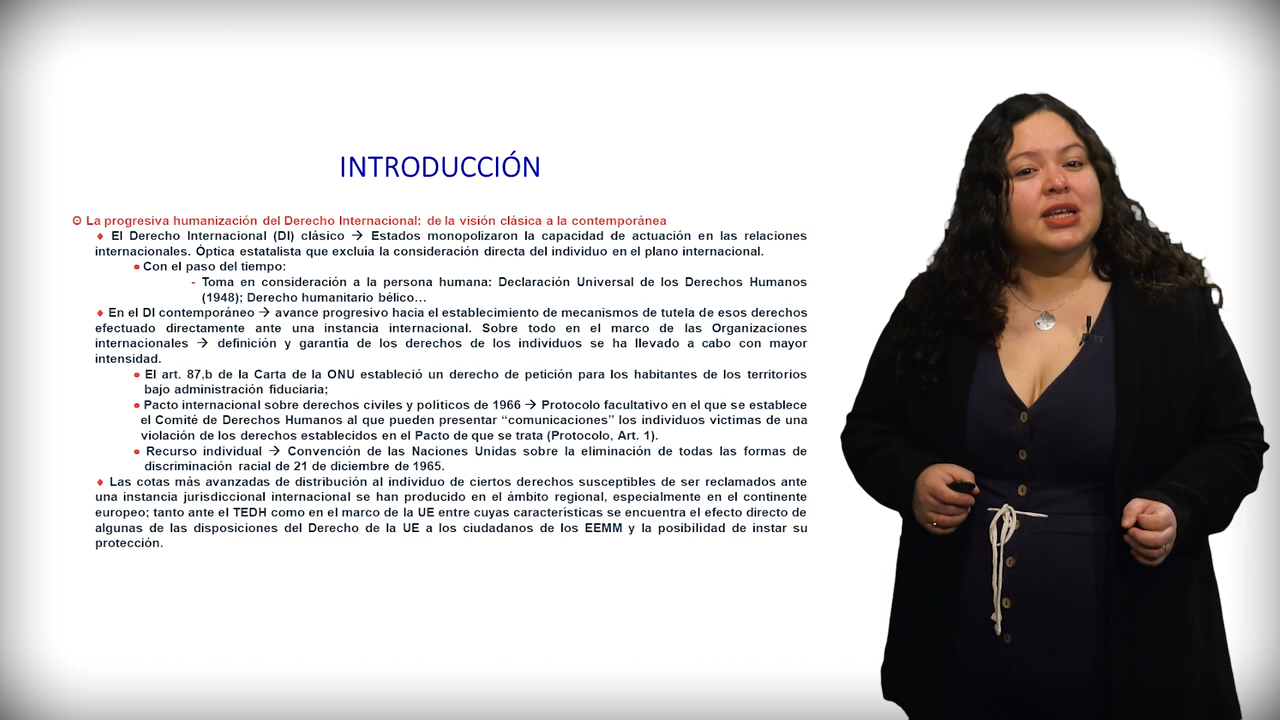 INTRODUCCIÓN
⊙ La progresiva humanización del Derecho Internacional: de la visión clásica a la contemporánea
♦ El Derecho Internacional (DI) clásico → Estados monopolizaron la capacidad de actuación en las relaciones
internacionales. Óptica estatalista que excluía la consideración directa del individuo en el plano internacional.
Con el paso del tiempo:
- Toma en consideración a la persona humana: Declaración Universal de los Derechos Humanos
(1948); Derecho humanitario bélico…
♦ En el DI contemporáneo → avance progresivo hacia el establecimiento de mecanismos de tutela de esos derechos
efectuado directamente ante una instancia internacional. Sobre todo en el marco de las Organizaciones
internacionales → definición y garantía de los derechos de los individuos se ha llevado a cabo con mayor
intensidad.
El art. 87,b de la Carta de la ONU estableció un derecho de petición para los habitantes de los territorios
bajo administración fiduciaria;
Pacto internacional sobre derechos civiles y políticos de 1966 → Protocolo facultativo en el que se establece
el Comité de Derechos Humanos al que pueden presentar “comunicaciones” los individuos víctimas de una
violación de los derechos establecidos en el Pacto de que se trata (Protocolo, Art. 1).
Recurso individual → Convención de las Naciones Unidas sobre la eliminación de todas las formas de
discriminación racial de 21 de diciembre de 1965.
♦ Las cotas más avanzadas de distribución al individuo de ciertos derechos susceptibles de ser reclamados ante
una instancia jurisdiccional internacional se han producido en el ámbito regional, especialmente en el continente
europeo; tanto ante el TEDH como en el marco de la UE entre cuyas características se encuentra el efecto directo de
algunas de las disposiciones del Derecho de la UE a los ciudadanos de los EEMM y la posibilidad de instar su
protección.